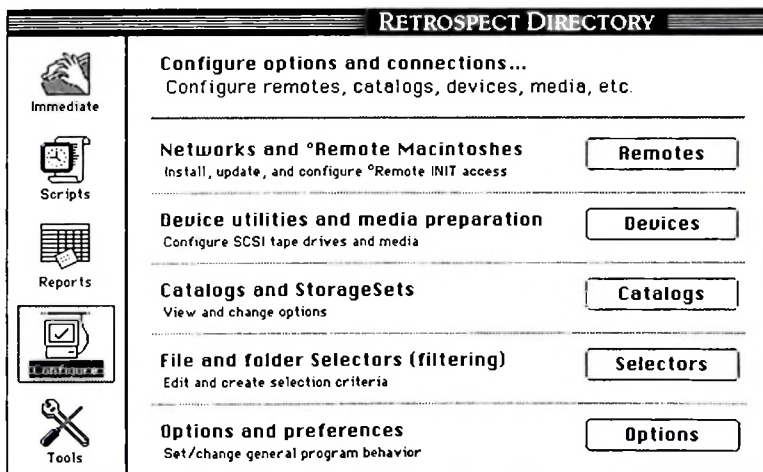 RETROSPECT DIRECTORY
Immediate
Scripts
Reports
Configure
Tools
Configure options and connections...
Configure remotes, catalogs, devices, media, etc.
Networks and °Remote Macintoshes
Install, update, and configure °Remote INIT access
Remotes
Device utilities and media preparation
Configure SCSI tape drives and media
Devices
Catalogs and StorageSets
View and change options
Catalogs
File and folder Selectors (filtering)
Edit and create selection criteria
Selectors
Options and preferences
Set/change general program behavior
Options